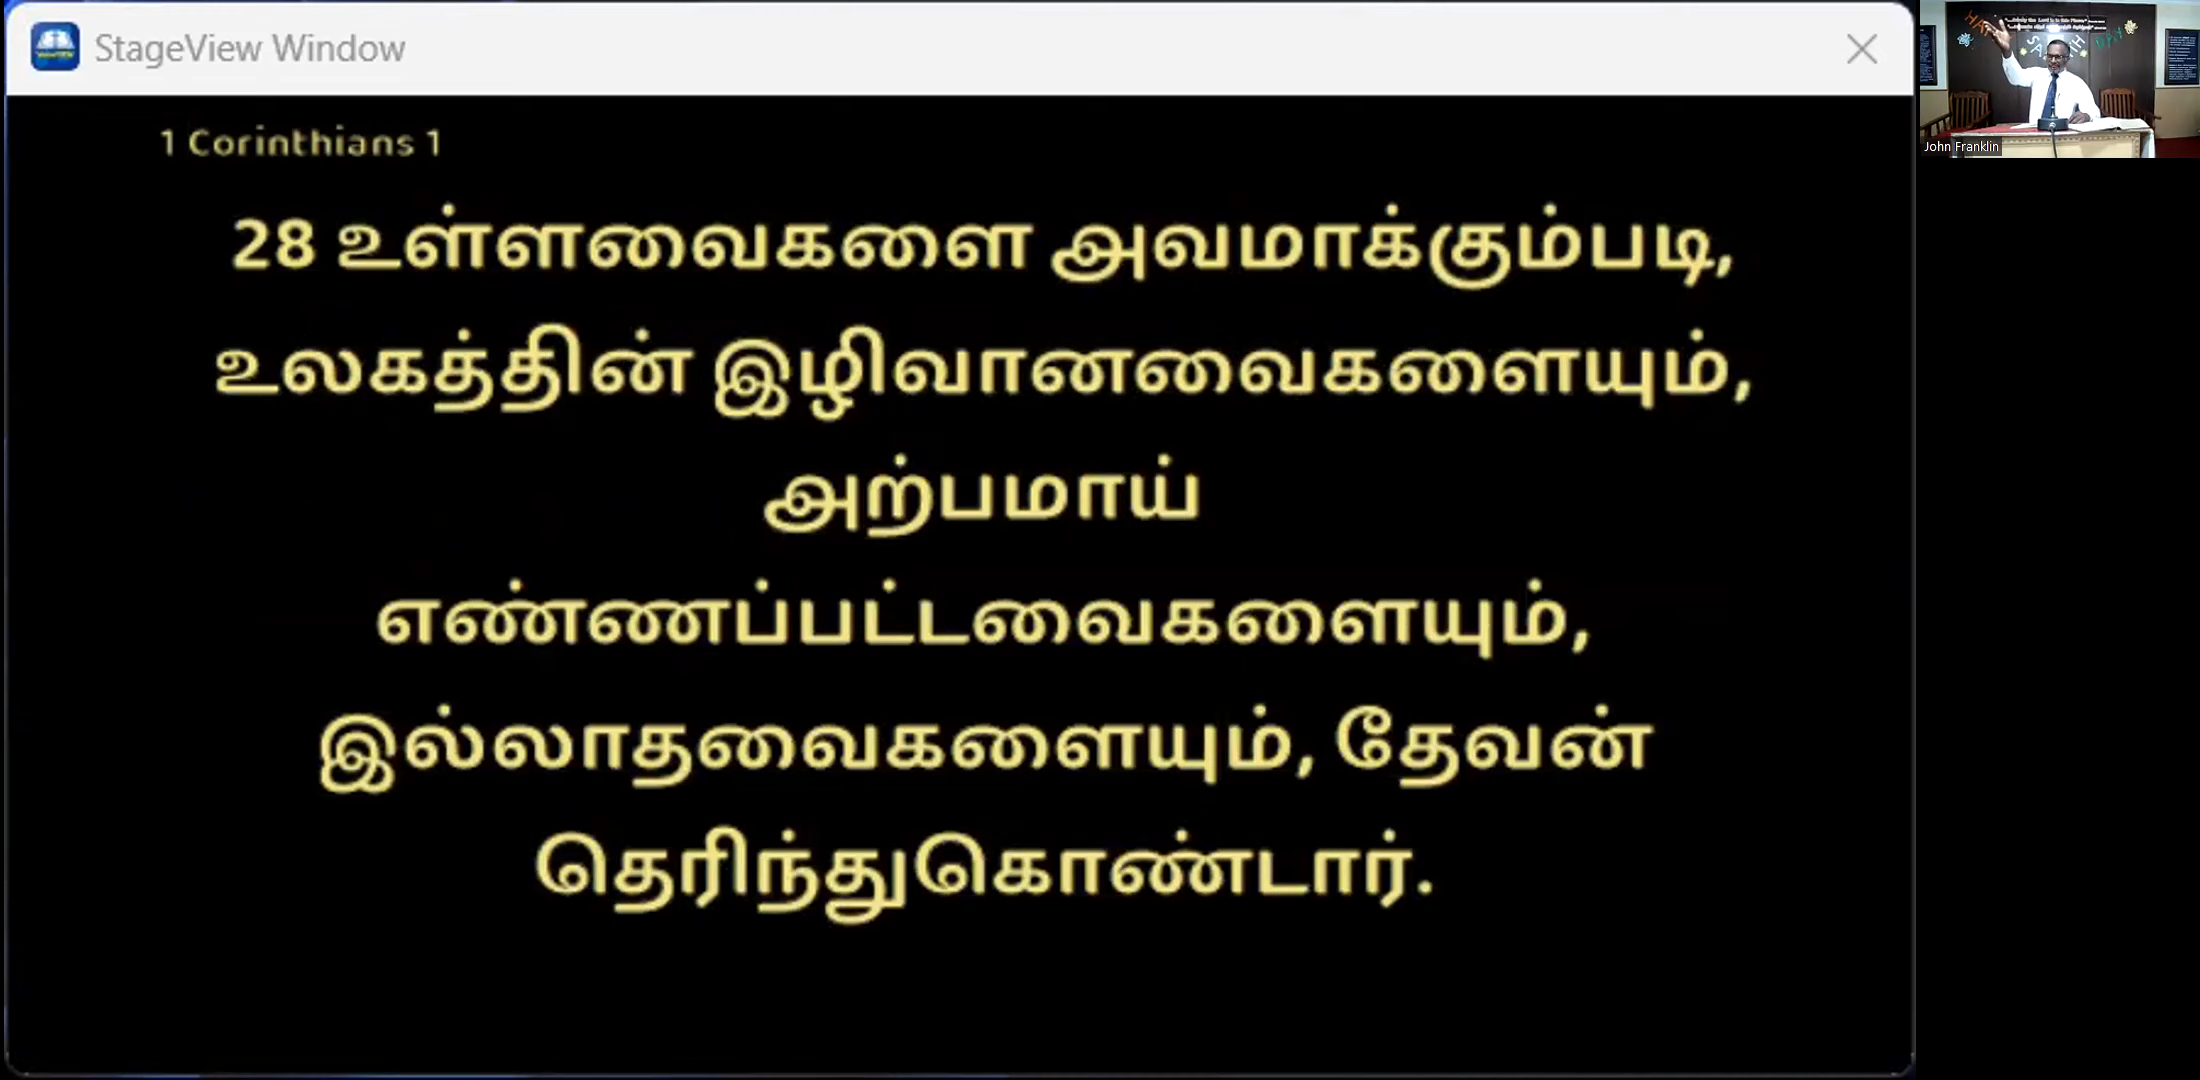 StageView Window
1 Corinthians 1
28 உள்ளவைகளை அவமாக்கும்படி,
உலகத்தின் இழிவானவைகளையும்,
அற்பமாய்
எண்ணப்பட்டவைகளையும்,
இல்லாதவைகளையும், தேவன்
தெரிந்துகொண்டார்.
John Franklin